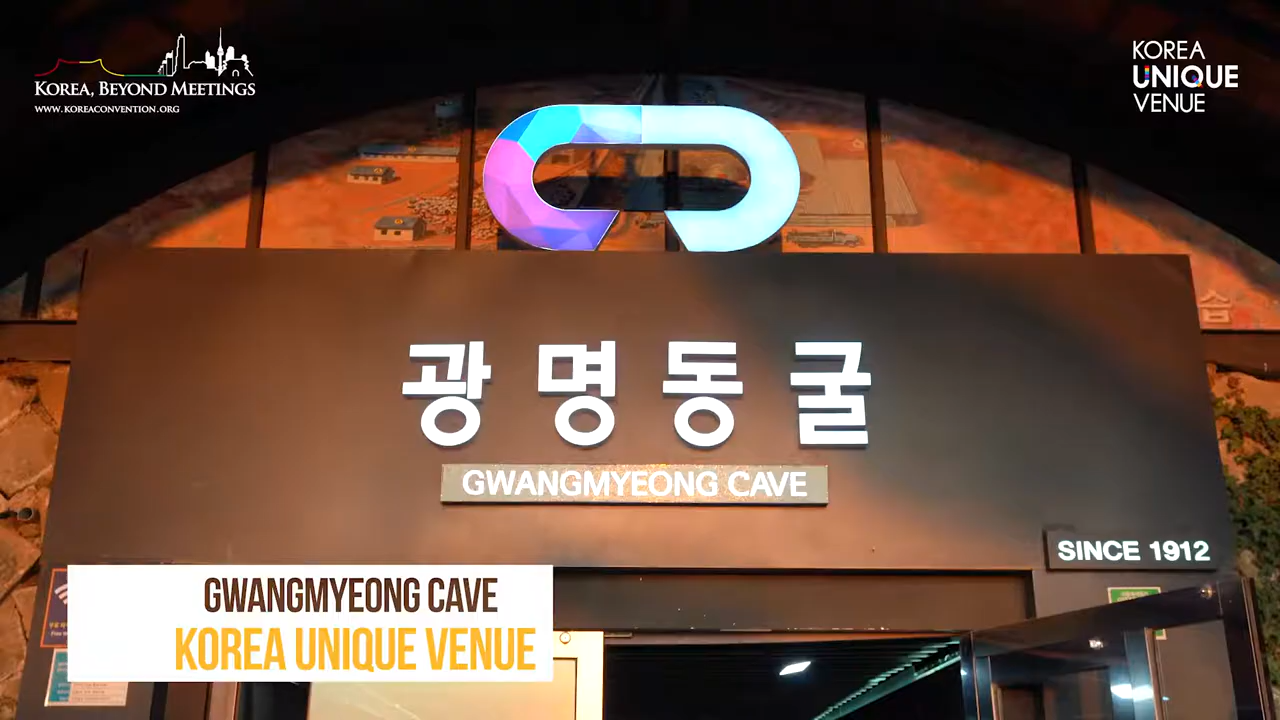 KOREA, BEYOND MEETINGS
WWW.KOREACONVENTION.ORG
KOREA
UNIQUE
VENUE
광명동굴
GWANGMYEONG CAVE
SINCE 1912
GWANGMYEONG CAVE
KOREA UNIQUE VENUE